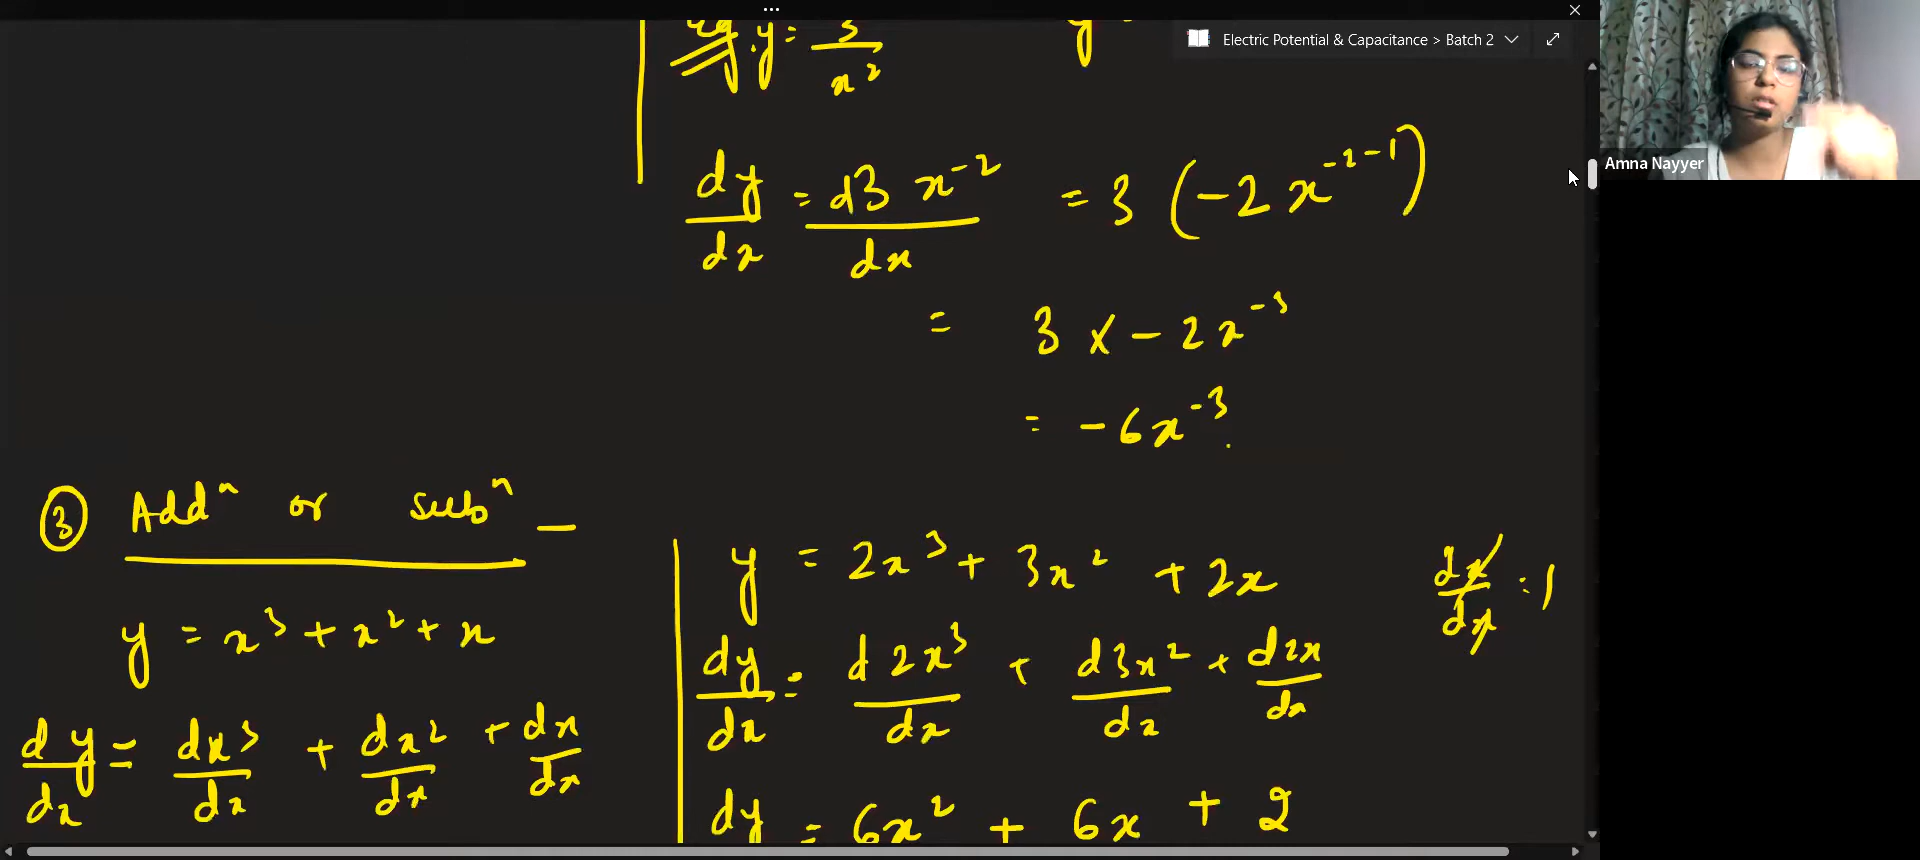 Electric Potential & Capacitance > Batch 2
Amna Nayyer
y = 3/x²
dy/dx = d3 x⁻²/dx = 3 (-2 x⁻²⁻¹)
= 3 × -2x⁻³
= -6x⁻³
③ Addⁿ or subⁿ –
y = x³ + x² + x
dy/dx = dx³/dx + dx²/dx + dx/dx
y = 2x³ + 3x² + 2x
dx/dx = 1
dy/dx = d2x³/dx + d3x²/dx + d2x/dx
dy = 6x² + 6x + 2